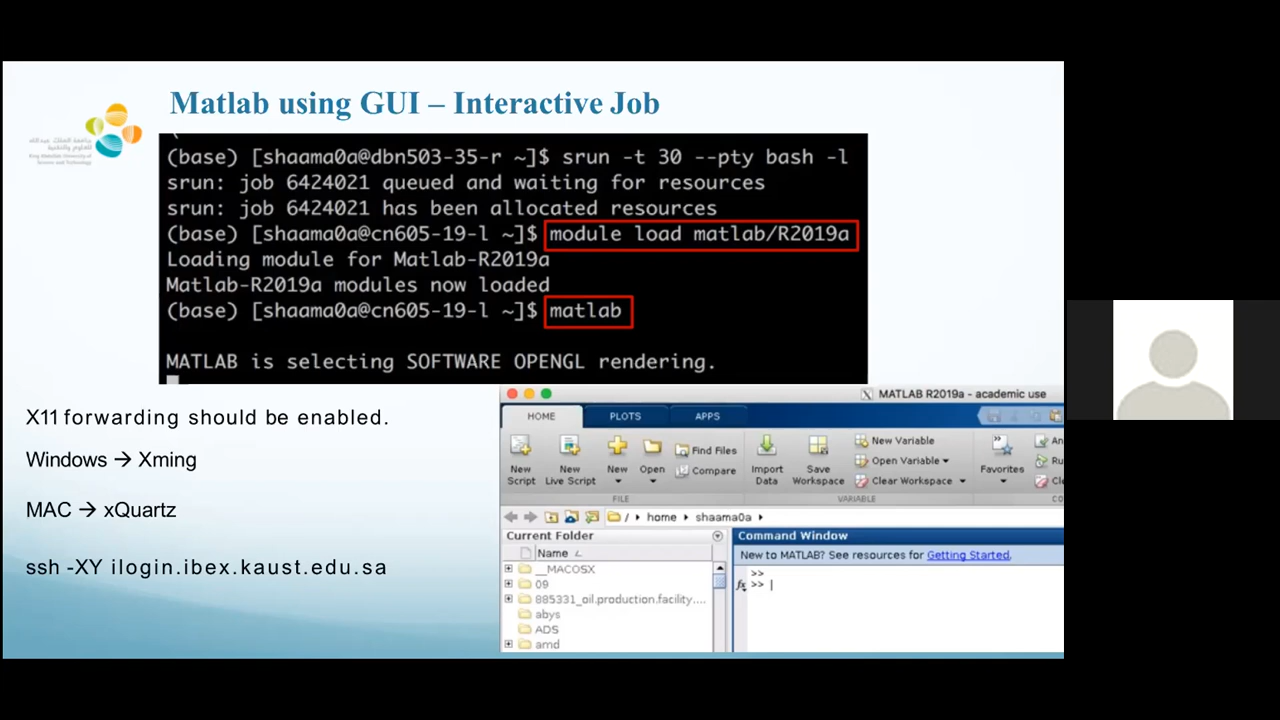 Matlab using GUI – Interactive Job
(base) [shaama0a@dbn503-35-r ~]$ srun -t 30 --pty bash -l
srun: job 6424021 queued and waiting for resources
srun: job 6424021 has been allocated resources
(base) [shaama0a@cn605-19-l ~]$ module load matlab/R2019a
Loading module for Matlab-R2019a
Matlab-R2019a modules now loaded
(base) [shaama0a@cn605-19-l ~]$ matlab
MATLAB is selecting SOFTWARE OPENGL rendering.
X11 forwarding should be enabled.
Windows → Xming
MAC → xQuartz
ssh -XY ilogin.ibex.kaust.edu.sa
MATLAB R2019a - academic use
HOME PLOTS APPS
New Script
New Live Script
New
Open
Find Files
Compare
Import Data
Save Workspace
New Variable
Open Variable
Clear Workspace
Favorites
FILE VARIABLE
/ home shaama0a
Current Folder
Name
__MACOSX
09
885331_oil.production.facility....
abys
ADS
amd
Command Window
New to MATLAB? See resources for Getting Started.
>>
fx >>